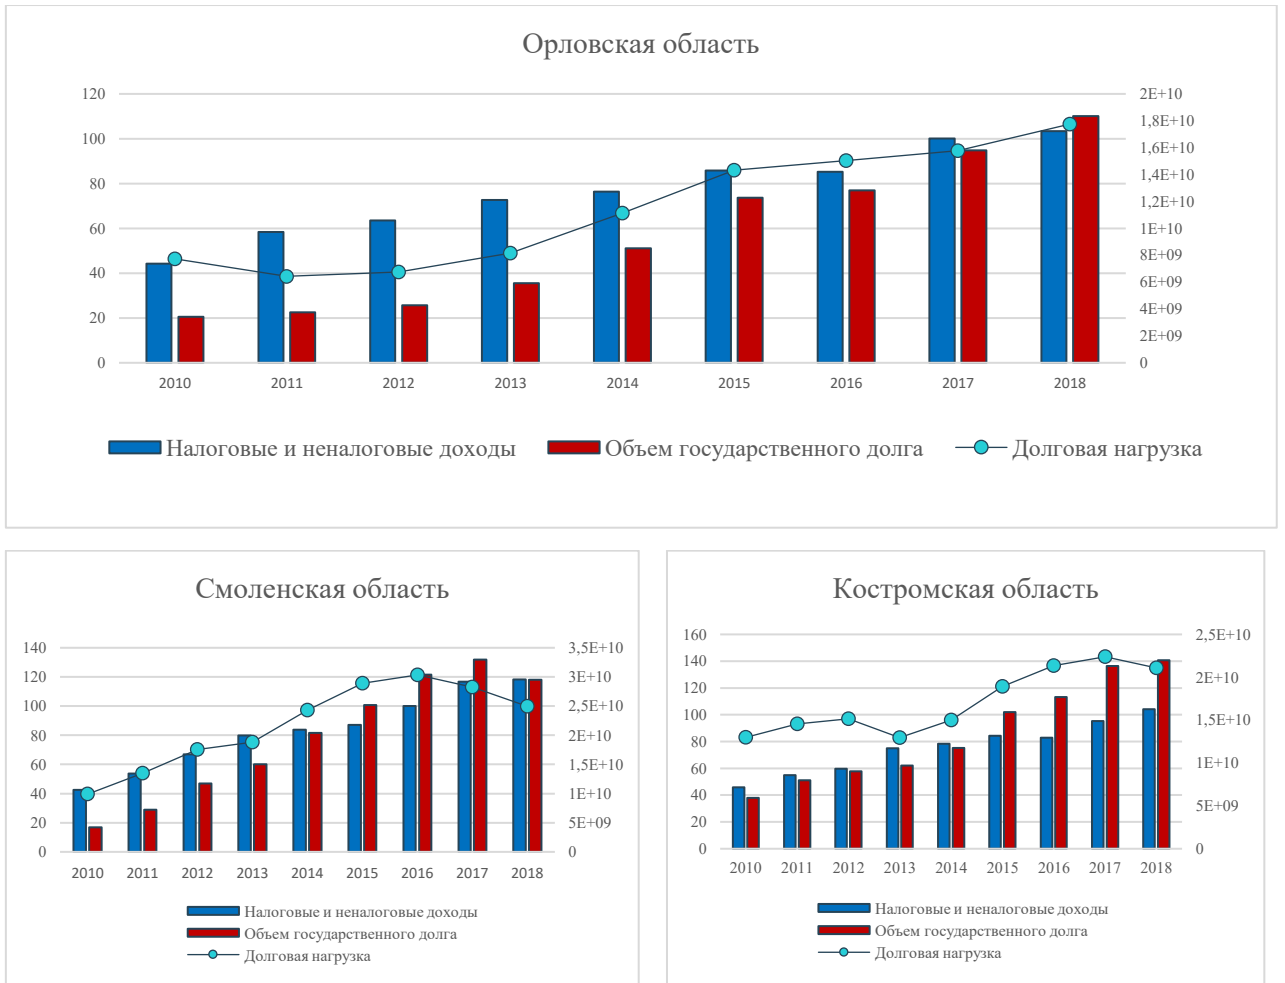 Орловская область
120
100
80
60
40
20
0
2E+10
1,8E+10
1,6E+10
1,4E+10
1,2E+10
1E+10
8E+09
6E+09
4E+09
2E+09
0
2010 2011 2012 2013 2014 2015 2016 2017 2018
Налоговые и неналоговые доходы Объем государственного долга Долговая нагрузка
Смоленская область
140
120
100
80
60
40
20
0
3,5E+10
3E+10
2,5E+10
2E+10
1,5E+10
1E+10
5E+09
0
2010 2011 2012 2013 2014 2015 2016 2017 2018
Налоговые и неналоговые доходы
Объем государственного долга
Долговая нагрузка
Костромская область
160
140
120
100
80
60
40
20
0
2,5E+10
2E+10
1,5E+10
1E+10
5E+09
0
2010 2011 2012 2013 2014 2015 2016 2017 2018
Налоговые и неналоговые доходы
Объем государственного долга
Долговая нагрузка